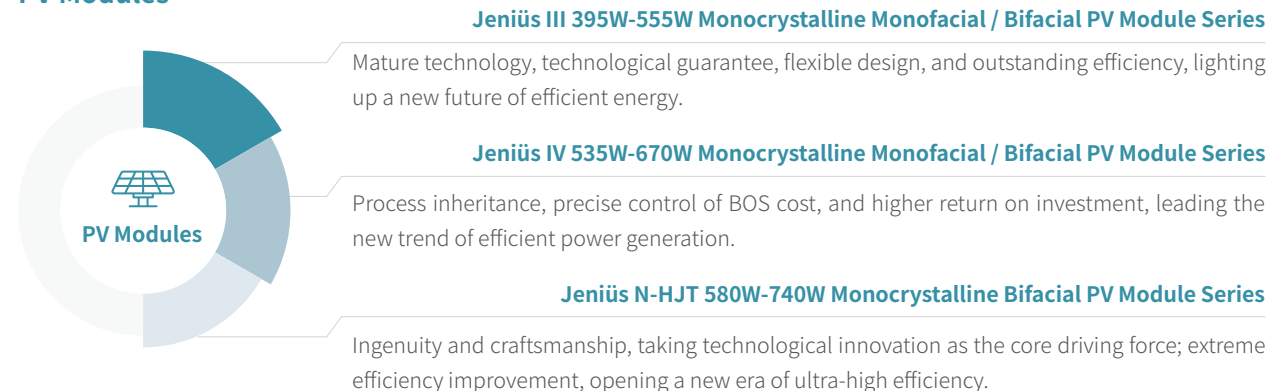 PV Modules
Jeniüs III 395W-555W Monocrystalline Monofacial / Bifacial PV Module Series
Mature technology, technological guarantee, flexible design, and outstanding efficiency, lighting
up a new future of efficient energy.
Jeniüs IV 535W-670W Monocrystalline Monofacial / Bifacial PV Module Series
Process inheritance, precise control of BOS cost, and higher return on investment, leading the
new trend of efficient power generation.
PV Modules
Jeniüs N-HJT 580W-740W Monocrystalline Bifacial PV Module Series
Ingenuity and craftsmanship, taking technological innovation as the core driving force; extreme
efficiency improvement, opening a new era of ultra-high efficiency.